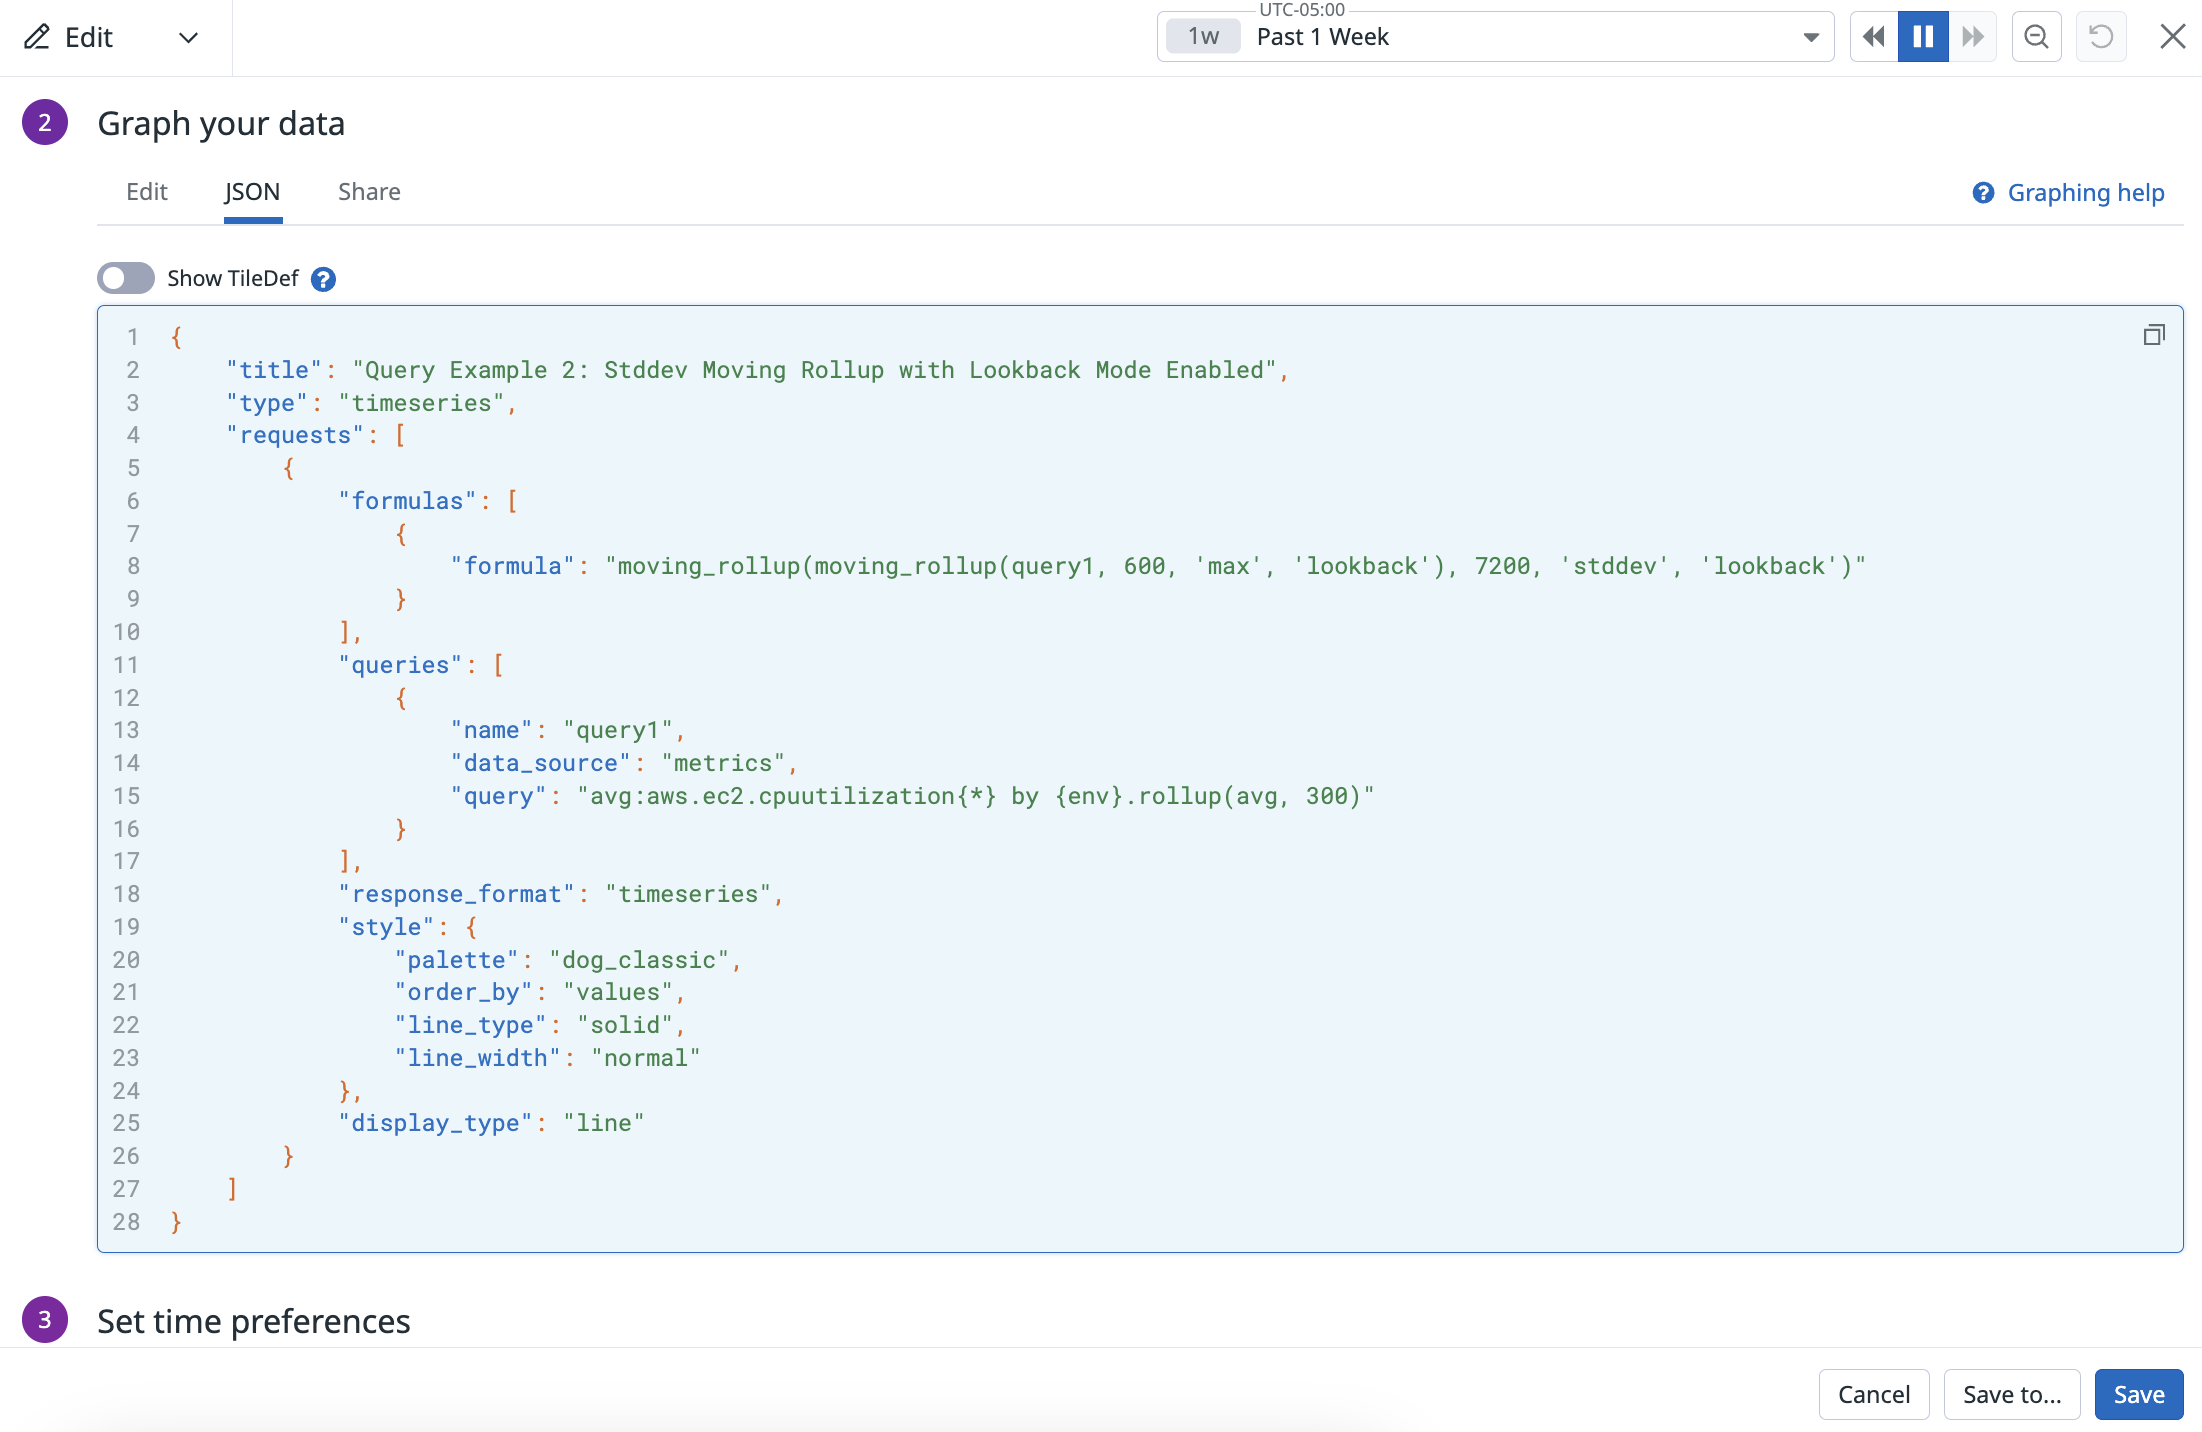 Edit
UTC-05:00
1w Past 1 Week
2 Graph your data
Edit JSON Share
? Graphing help
Show TileDef ?
1 {
2 "title": "Query Example 2: Stddev Moving Rollup with Lookback Mode Enabled",
3 "type": "timeseries",
4 "requests": [
5 {
6 "formulas": [
7 {
8 "formula": "moving_rollup(moving_rollup(query1, 600, 'max', 'lookback'), 7200, 'stddev', 'lookback')"
9 }
10 ],
11 "queries": [
12 {
13 "name": "query1",
14 "data_source": "metrics",
15 "query": "avg:aws.ec2.cpuutilization{*} by {env}.rollup(avg, 300)"
16 }
17 ],
18 "response_format": "timeseries",
19 "style": {
20 "palette": "dog_classic",
21 "order_by": "values",
22 "line_type": "solid",
23 "line_width": "normal"
24 },
25 "display_type": "line"
26 }
27 ]
28 }
3 Set time preferences
Cancel Save to... Save